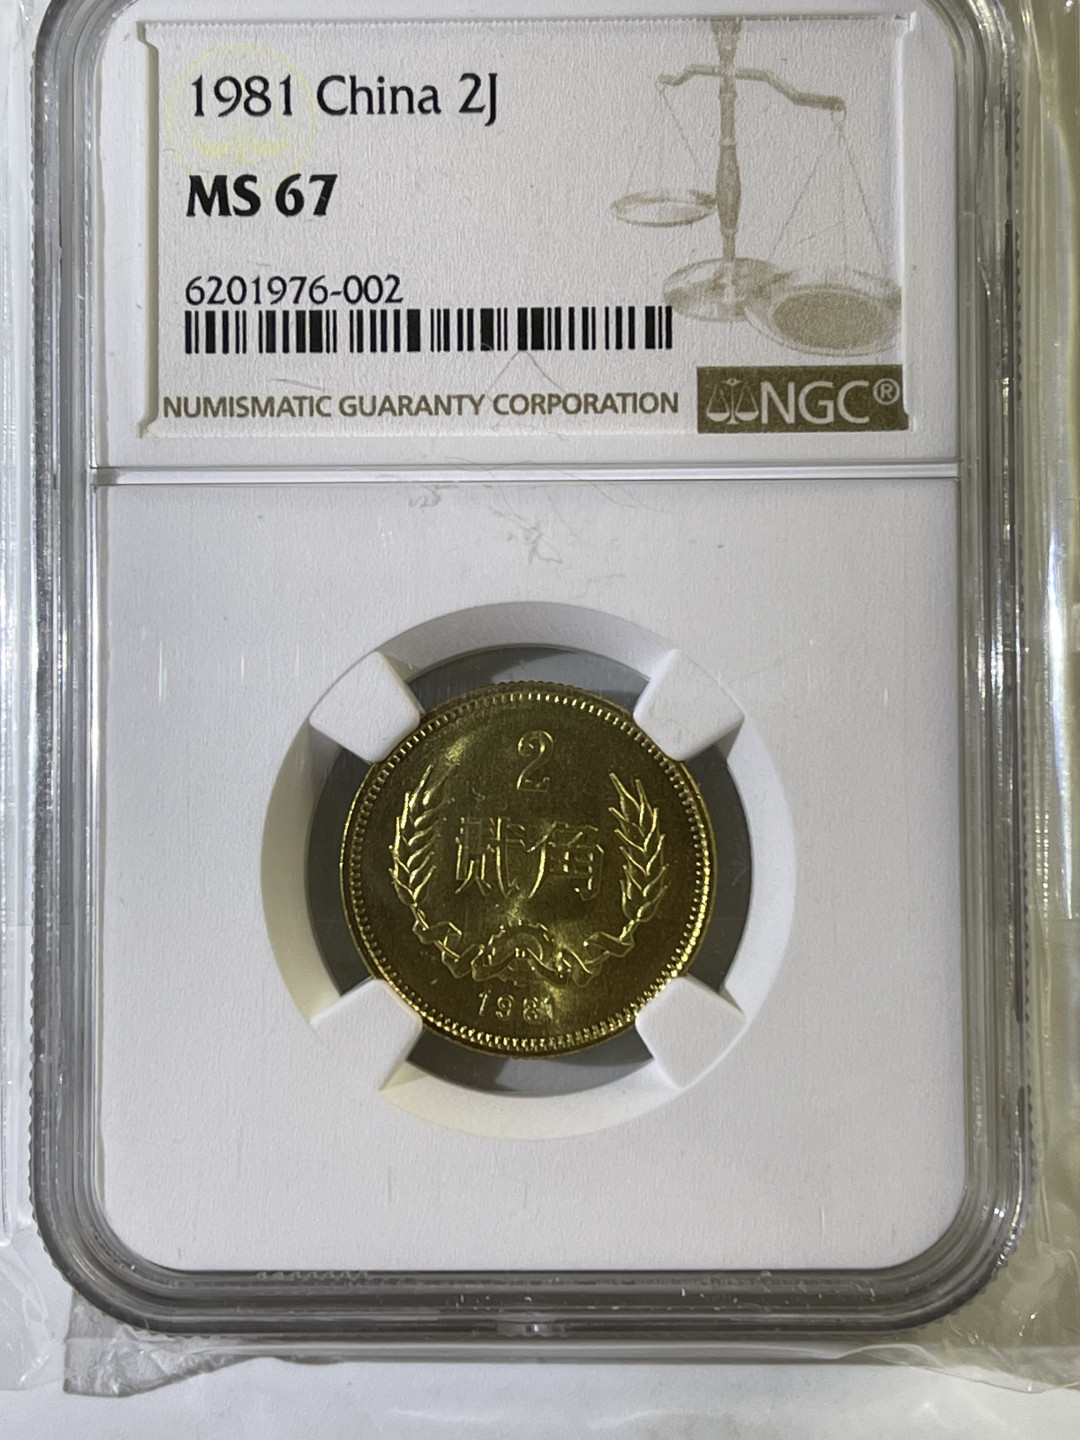 1981 China 2J
MS 67
6201976-002
NUMISMATIC GUARANTY CORPORATION
NGC®
2
贰角
1981